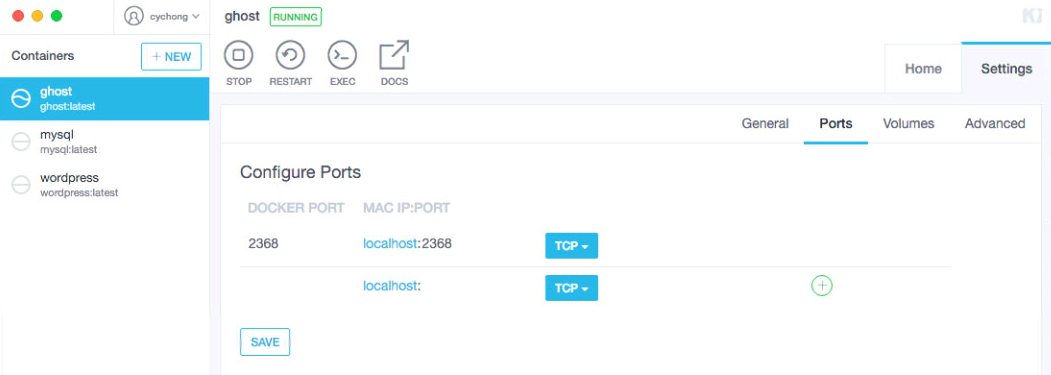 cychong
ghost RUNNING
Containers
+ NEW
STOP RESTART EXEC DOCS
Home Settings
ghost
ghost:latest
mysql
mysql:latest
wordpress
wordpress:latest
General Ports Volumes Advanced
Configure Ports
DOCKER PORT MAC IP:PORT
2368 localhost:2368 TCP
localhost: TCP
SAVE